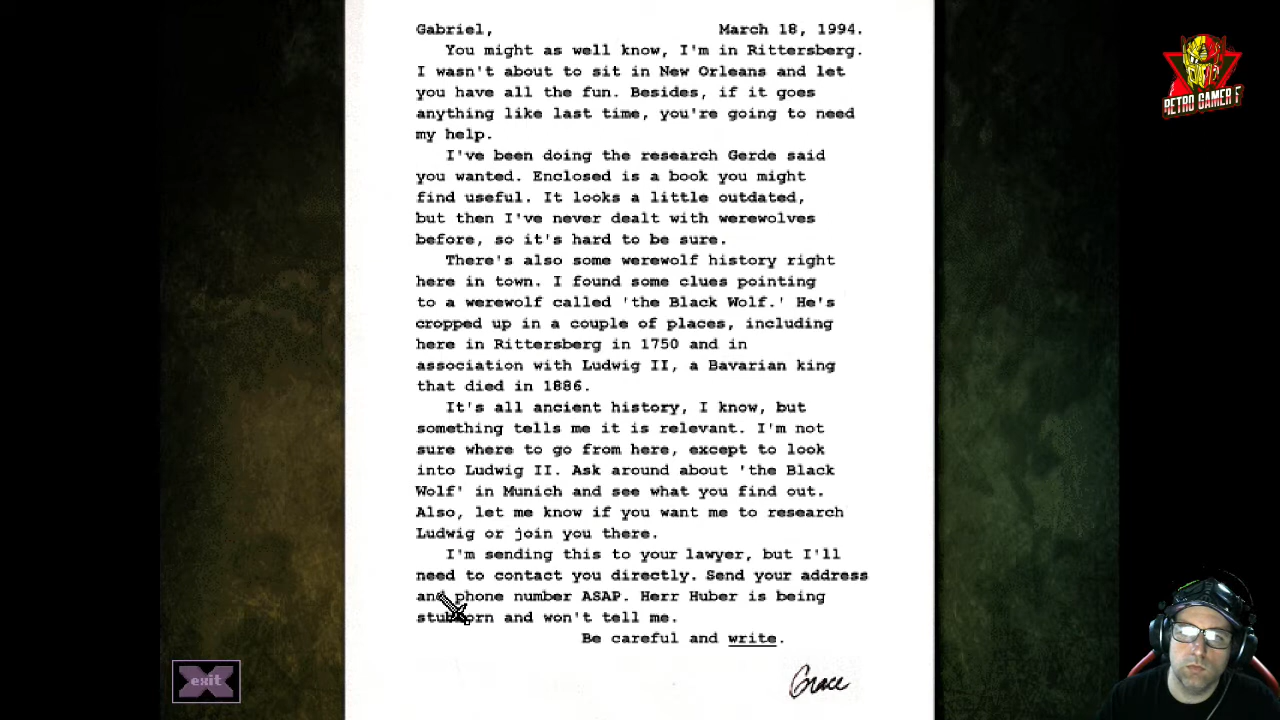 Gabriel, March 18, 1994.
You might as well know, I'm in Rittersberg.
I wasn't about to sit in New Orleans and let
you have all the fun. Besides, if it goes
anything like last time, you're going to need
my help.
I've been doing the research Gerde said
you wanted. Enclosed is a book you might
find useful. It looks a little outdated,
but then I've never dealt with werewolves
before, so it's hard to be sure.
There's also some werewolf history right
here in town. I found some clues pointing
to a werewolf called 'the Black Wolf.' He's
cropped up in a couple of places, including
here in Rittersberg in 1750 and in
association with Ludwig II, a Bavarian king
that died in 1886.
It's all ancient history, I know, but
something tells me it is relevant. I'm not
sure where to go from here, except to look
into Ludwig II. Ask around about 'the Black
Wolf' in Munich and see what you find out.
Also, let me know if you want me to research
Ludwig or join you there.
I'm sending this to your lawyer, but I'll
need to contact you directly. Send your address
and phone number ASAP. Herr Huber is being
stubborn and won't tell me.
Be careful and write.
Grace
exit
RETRO GAMER F